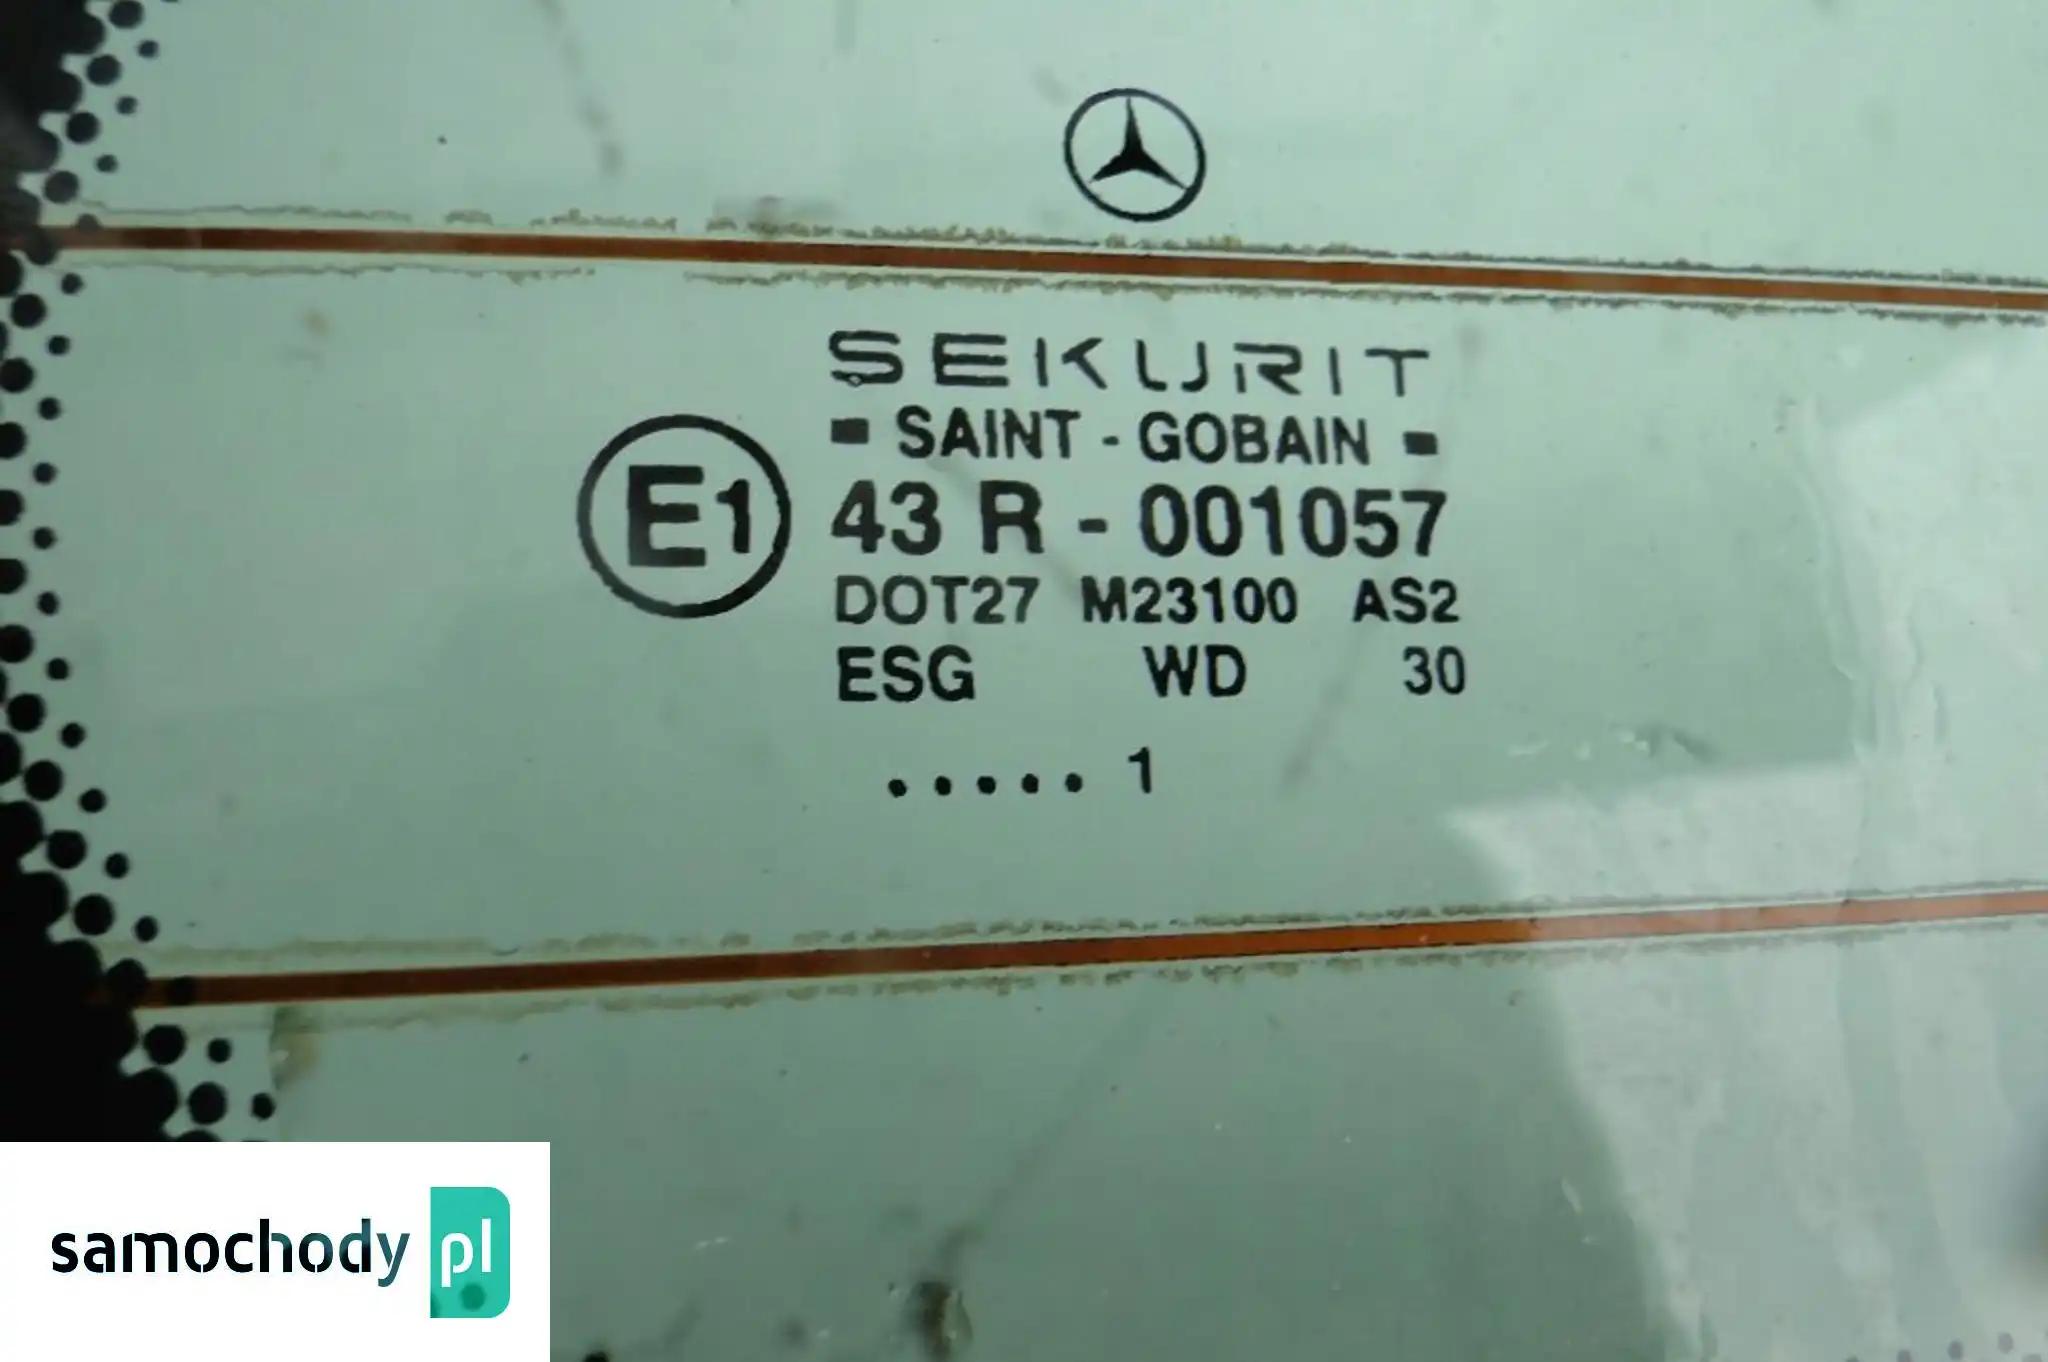 SEKURIT
▪ SAINT - GOBAIN ▪
E1 43 R - 001057
DOT27 M23100 AS2
ESG WD 30
. . . . . 1
samochody pl